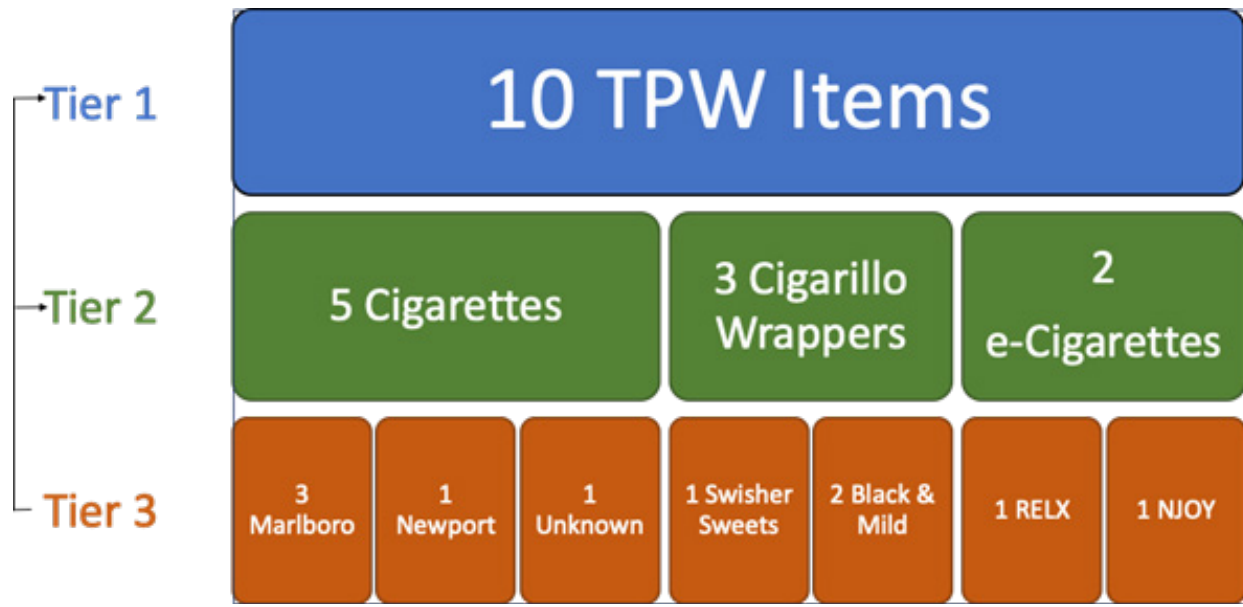 Tier 1
10 TPW Items
Tier 2
5 Cigarettes
3 Cigarillo
Wrappers
2
e-Cigarettes
Tier 3
3
Marlboro
1
Newport
1
Unknown
1 Swisher
Sweets
2 Black &
Mild
1 RELX
1 NJOY